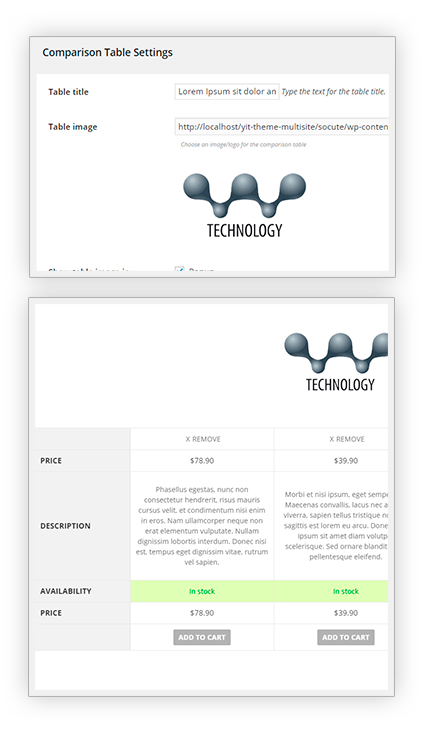 Comparison Table Settings
Table title
Lorem Ipsum sit dolor an
Type the text for the table title.
Table image
http://localhost/yit-theme-multisite/socute/wp-conten
Choose an image/logo for the comparison table
TECHNOLOGY
TECHNOLOGY
X REMOVE
X REMOVE
PRICE
$78.90
$39.90
DESCRIPTION
Phasellus egestas, nunc non
consectetur hendrerit, risus mauris
cursus velit, et condimentum nisi enim
in eros. Nam ullamcorper neque non
erat elementum vulputate. Nullam
dignissim lobortis interdum. Donec nisi
est, tempus eget dignissim vitae, rutrum
vel sapien.
Morbi et nisi ipsum, eget sempe
Maecenas convallis, lacus nec a
viverra, sapien tellus tristique no
sagittis est lorem eu arcu. Done
ipsum sit amet diam volutp
scelerisque. Sed ornare blandit
pellentesque eleifend.
AVAILABILITY
In stock
In stock
PRICE
$78.90
$39.90
ADD TO CART
ADD TO CART